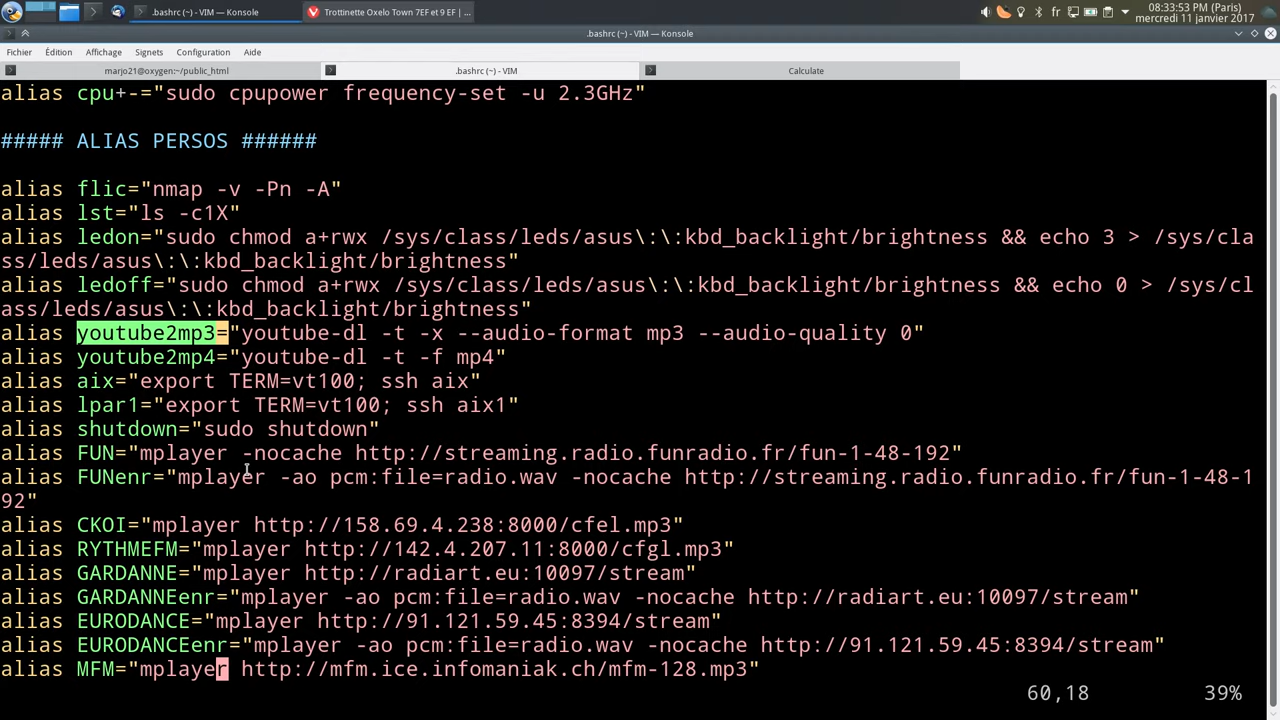 .bashrc (~) - VIM — Konsole
Trottinette Oxelo Town 7EF et 9 EF | ...
fr
08:33:53 PM (Paris)
mercredi 11 janvier 2017
.bashrc (~) - VIM — Konsole
Fichier Édition Affichage Signets Configuration Aide
marjo21@oxygen:~/public_html
.bashrc (~) - VIM
Calculate
alias cpu+-="sudo cpupower frequency-set -u 2.3GHz"
##### ALIAS PERSOS ######
alias flic="nmap -v -Pn -A"
alias lst="ls -c1X"
alias ledon="sudo chmod a+rwx /sys/class/leds/asus\:\:kbd_backlight/brightness && echo 3 > /sys/cla
ss/leds/asus\:\:kbd_backlight/brightness"
alias ledoff="sudo chmod a+rwx /sys/class/leds/asus\:\:kbd_backlight/brightness && echo 0 > /sys/cl
ass/leds/asus\:\:kbd_backlight/brightness"
alias youtube2mp3="youtube-dl -t -x --audio-format mp3 --audio-quality 0"
alias youtube2mp4="youtube-dl -t -f mp4"
alias aix="export TERM=vt100; ssh aix"
alias lpar1="export TERM=vt100; ssh aix1"
alias shutdown="sudo shutdown"
alias FUN="mplayer -nocache http://streaming.radio.funradio.fr/fun-1-48-192"
alias FUNenr="mplayer -ao pcm:file=radio.wav -nocache http://streaming.radio.funradio.fr/fun-1-48-1
92"
alias CKOI="mplayer http://158.69.4.238:8000/cfel.mp3"
alias RYTHMEFM="mplayer http://142.4.207.11:8000/cfgl.mp3"
alias GARDANNE="mplayer http://radiart.eu:10097/stream"
alias GARDANNEenr="mplayer -ao pcm:file=radio.wav -nocache http://radiart.eu:10097/stream"
alias EURODANCE="mplayer http://91.121.59.45:8394/stream"
alias EURODANCEenr="mplayer -ao pcm:file=radio.wav -nocache http://91.121.59.45:8394/stream"
alias MFM="mplayer http://mfm.ice.infomaniak.ch/mfm-128.mp3"
60,18 39%